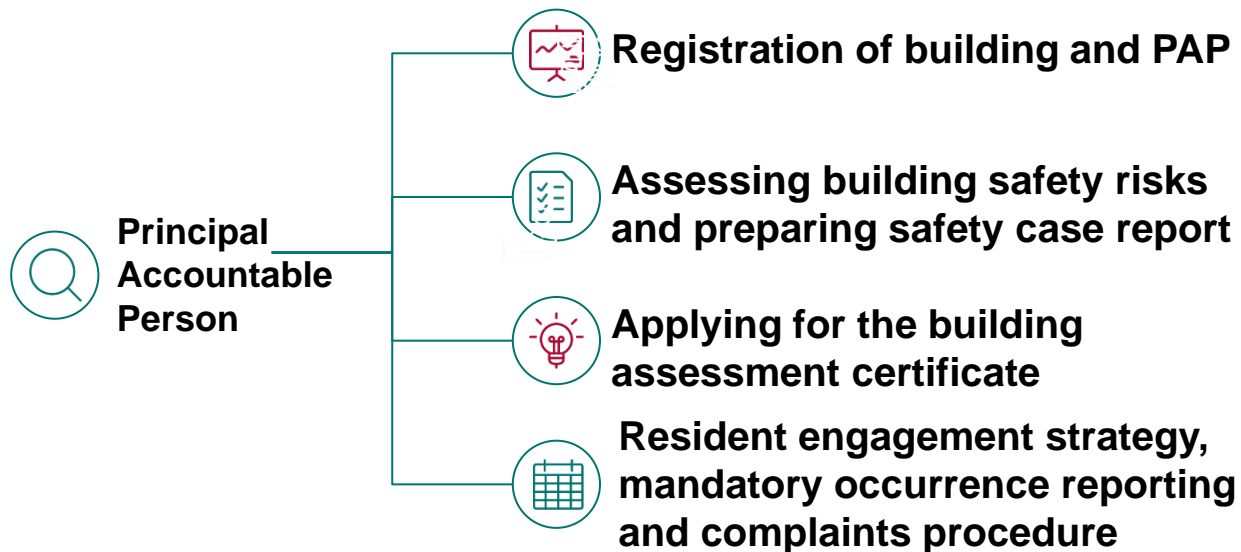 Registration of building and PAP
Assessing building safety risks
and preparing safety case report
Principal
Accountable
Person
Applying for the building
assessment certificate
Resident engagement strategy,
mandatory occurrence reporting
and complaints procedure